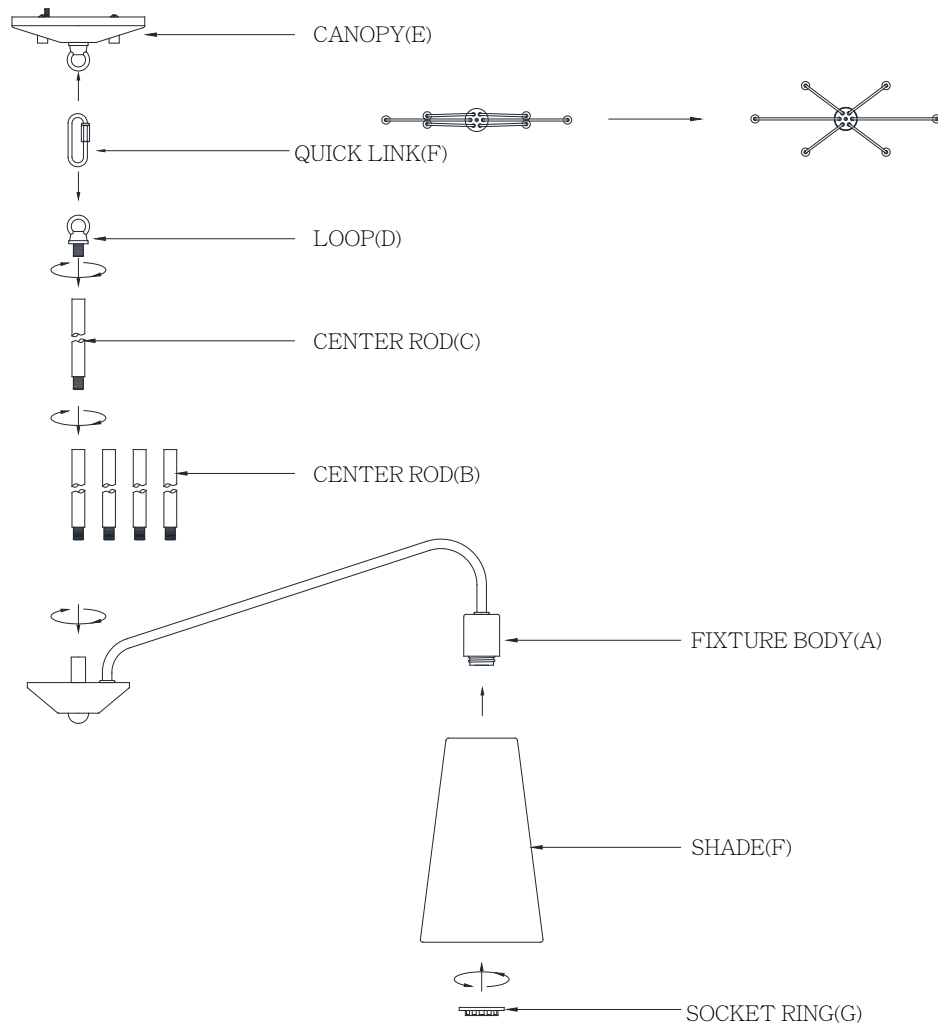 CANOPY(E)
QUICK LINK(F)
LOOP(D)
CENTER ROD(C)
CENTER ROD(B)
FIXTURE BODY(A)
SHADE(F)
SOCKET RING(G)